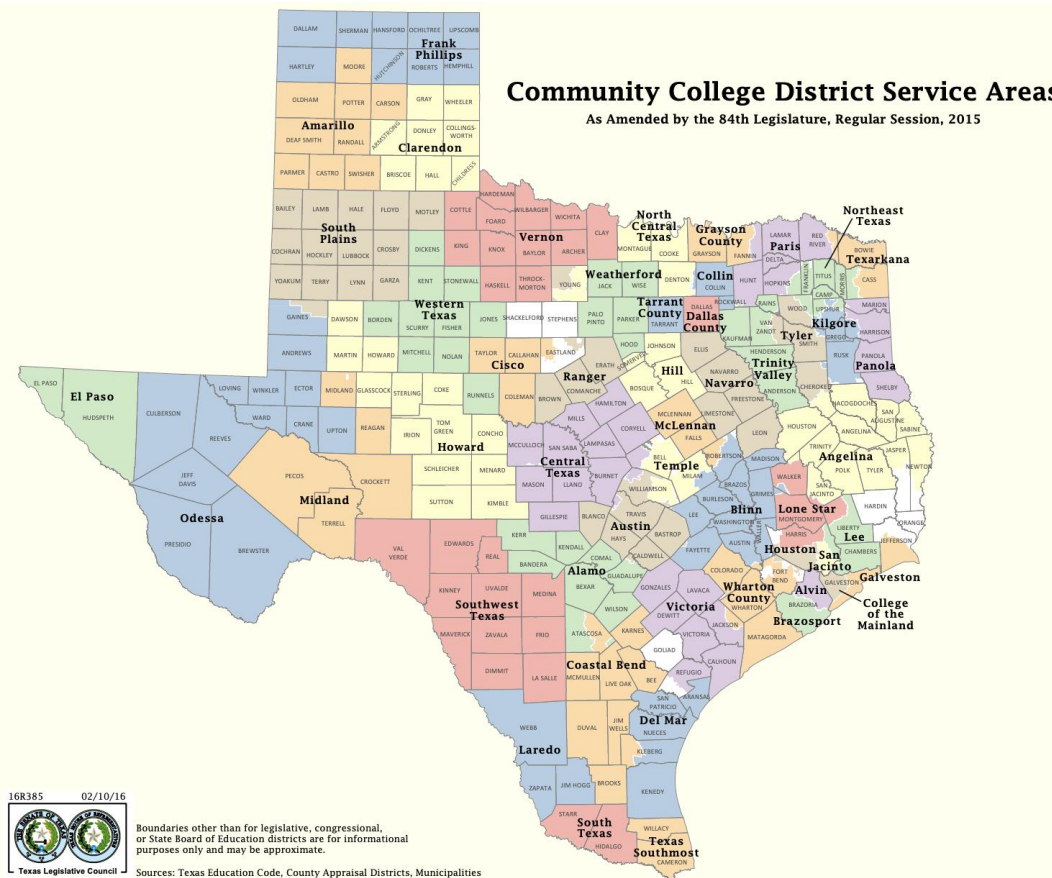 Community College District Service Areas
As Amended by the 84th Legislature, Regular Session, 2015
DALLAM
SHERMAN
HANSFORD
OCHILTREE
LIPSCOMB
Frank
Phillips
HARTLEY
MOORE
HUTCHINSON
ROBERTS
HEMPHILL
OLDHAM
POTTER
CARSON
GRAY
WHEELER
Amarillo
DEAF SMITH
RANDALL
ARMSTRONG
DONLEY
COLLINGS-
WORTH
Clarendon
PARMER
CASTRO
SWISHER
BRISCOE
HALL
CHILDRESS
BAILEY
LAMB
HALE
FLOYD
MOTLEY
COTTLE
HARDEMAN
FOARD
WILBARGER
WICHITA
CLAY
South
Plains
Vernon
COCHRAN
HOCKLEY
LUBBOCK
CROSBY
DICKENS
KING
KNOX
BAYLOR
ARCHER
North
Central
Texas
MONTAGUE
COOKE
Grayson
County
GRAYSON
FANNIN
LAMAR
RED
RIVER
Paris
DELTA
Northeast
Texas
BOWIE
Texarkana
CASS
YOAKUM
TERRY
LYNN
GARZA
KENT
STONEWALL
HASKELL
THROCK-
MORTON
YOUNG
Weatherford
JACK
WISE
DENTON
Collin
COLLIN
HUNT
HOPKINS
FRANKLIN
TITUS
MORRIS
CAMP
GAINES
DAWSON
BORDEN
Western
Texas
SCURRY
FISHER
JONES
SHACKELFORD
STEPHENS
PALO
PINTO
PARKER
Tarrant
County
TARRANT
DALLAS
Dallas
County
ROCKWALL
RAINS
WOOD
UPSHUR
MARION
KAUFMAN
VAN
ZANDT
Tyler
SMITH
Kilgore
GREGG
HARRISON
ANDREWS
MARTIN
HOWARD
MITCHELL
NOLAN
TAYLOR
CALLAHAN
EASTLAND
Cisco
ERATH
HOOD
SOMERVELL
JOHNSON
ELLIS
HENDERSON
Trinity
Valley
ANDERSON
RUSK
PANOLA
Panola
Ranger
COMANCHE
Hill
HILL
BOSQUE
NAVARRO
Navarro
FREESTONE
CHEROKEE
SHELBY
EL PASO
El Paso
HUDSPETH
CULBERSON
LOVING
WINKLER
ECTOR
MIDLAND
GLASSCOCK
STERLING
COKE
RUNNELS
COLEMAN
BROWN
REEVES
WARD
CRANE
UPTON
REAGAN
IRION
TOM
GREEN
CONCHO
Howard
MCCULLOCH
MILLS
HAMILTON
SAN SABA
LAMPASAS
CORYELL
MCLENNAN
McLennan
FALLS
LIMESTONE
LEON
HOUSTON
NACOGDOCHES
SAN
AUGUSTINE
SABINE
ANGELINA
TRINITY
Angelina
POLK
TYLER
JASPER
NEWTON
JEFF
DAVIS
PECOS
CROCKETT
SCHLEICHER
MENARD
Central
Texas
MASON
LLANO
BURNET
BELL
Temple
MILAM
ROBERTSON
MADISON
WALKER
SAN
JACINTO
HARDIN
Odessa
PRESIDIO
BREWSTER
Midland
TERRELL
SUTTON
KIMBLE
GILLESPIE
BLANCO
WILLIAMSON
TRAVIS
Austin
HAYS
BASTROP
LEE
BURLESON
BRAZOS
GRIMES
Blinn
WASHINGTON
Lone Star
MONTGOMERY
LIBERTY
Lee
ORANGE
JEFFERSON
VAL
VERDE
EDWARDS
REAL
KERR
BANDERA
KENDALL
COMAL
CALDWELL
FAYETTE
AUSTIN
WALLER
HARRIS
Houston
San
Jacinto
CHAMBERS
KINNEY
UVALDE
MEDINA
Alamo
BEXAR
GUADALUPE
GONZALES
LAVACA
COLORADO
Wharton
County
WHARTON
FORT
BEND
Alvin
GALVESTON
Galveston
Southwest
Texas
WILSON
Victoria
DEWITT
JACKSON
BRAZORIA
Brazosport
College
of the
Mainland
MAVERICK
ZAVALA
FRIO
ATASCOSA
KARNES
GOLIAD
VICTORIA
MATAGORDA
DIMMIT
LA SALLE
Coastal Bend
MCMULLEN
LIVE OAK
BEE
REFUGIO
CALHOUN
ARANSAS
SAN
PATRICIO
WEBB
Laredo
DUVAL
JIM
WELLS
Del Mar
NUECES
KLEBERG
ZAPATA
JIM HOGG
BROOKS
KENEDY
STARR
South
Texas
HIDALGO
WILLACY
Texas
Southmost
CAMERON
16R385 02/10/16
THE SENATE OF TEXAS
TEXAS HOUSE OF REPRESENTATIVES
Texas Legislative Council
Boundaries other than for legislative, congressional,
or State Board of Education districts are for informational
purposes only and may be approximate.
Sources: Texas Education Code, County Appraisal Districts, Municipalities